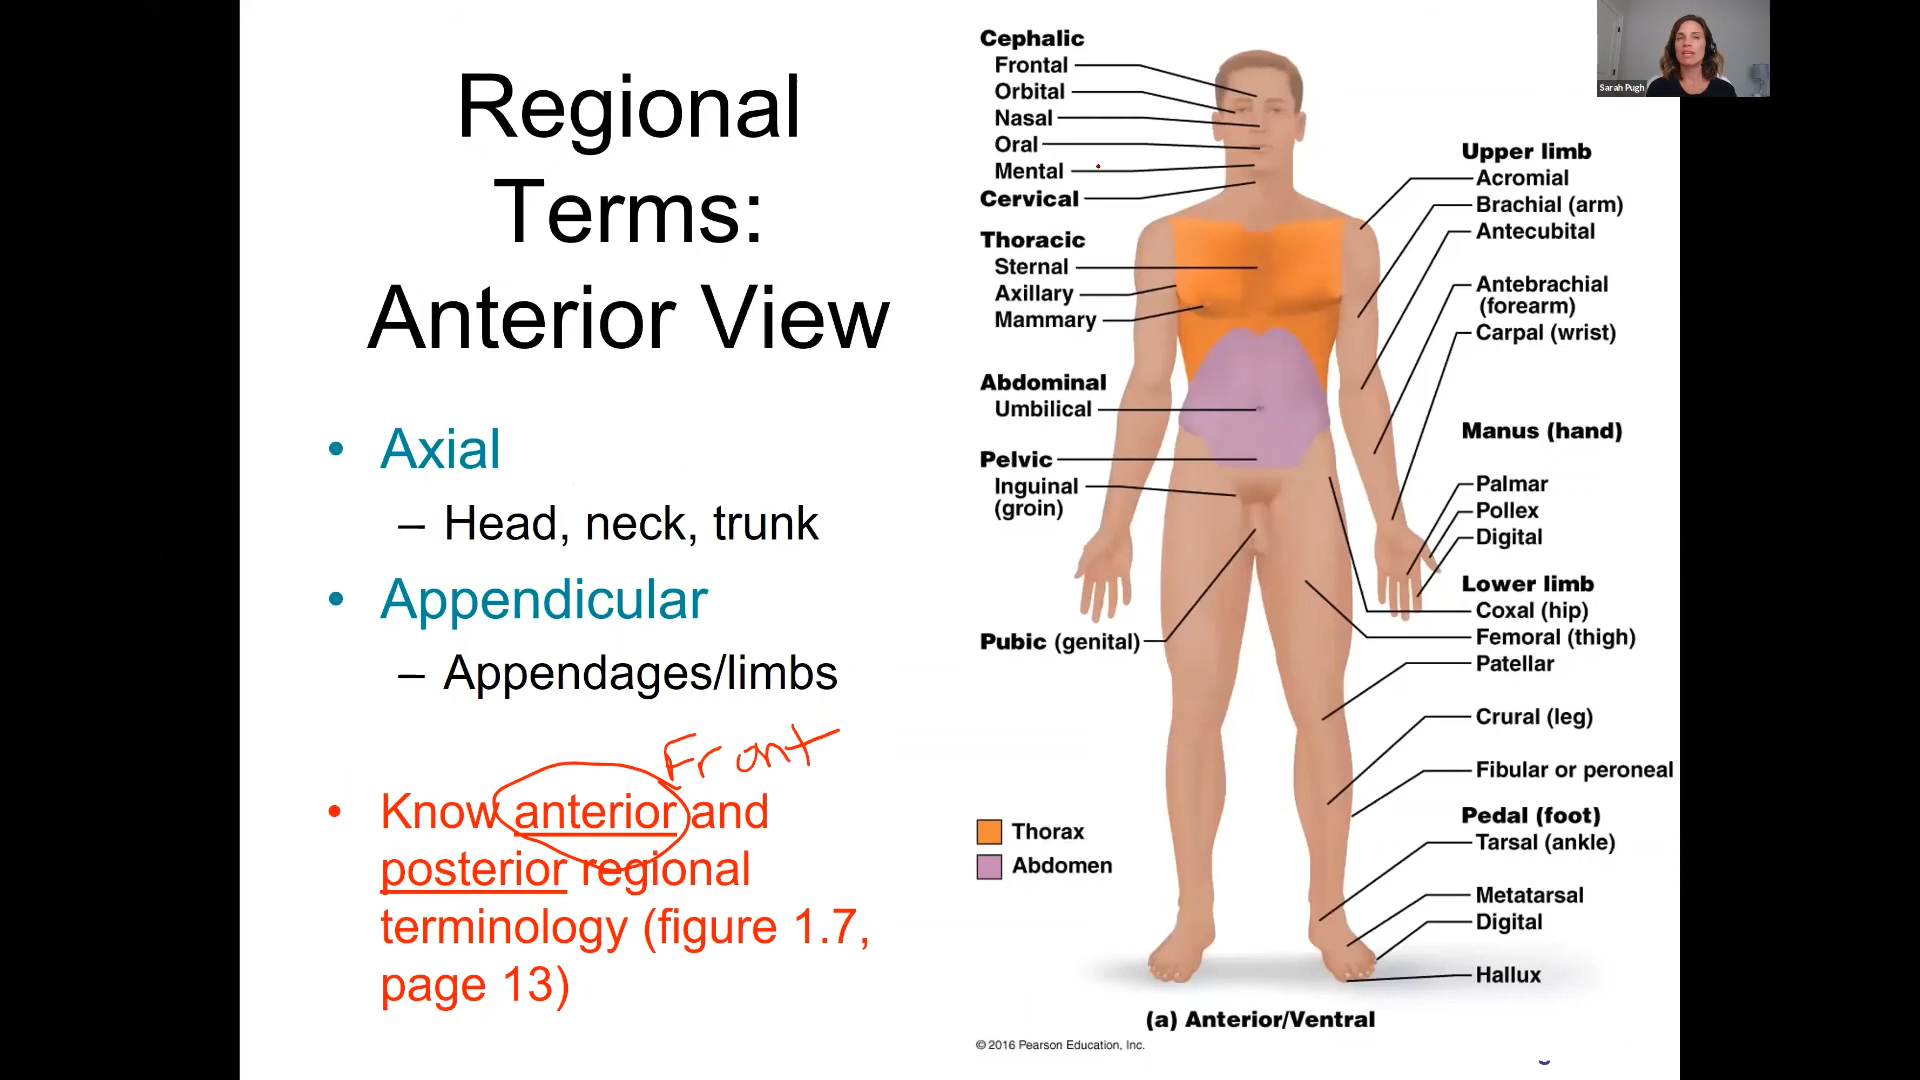 Regional
Terms:
Anterior View
• Axial
– Head, neck, trunk
• Appendicular
– Appendages/limbs
Front
• Know anterior and
posterior regional
terminology (figure 1.7,
page 13)
Cephalic
Frontal
Orbital
Nasal
Oral
Mental
Cervical
Thoracic
Sternal
Axillary
Mammary
Abdominal
Umbilical
Pelvic
Inguinal
(groin)
Pubic (genital)
Thorax
Abdomen
Upper limb
Acromial
Brachial (arm)
Antecubital
Antebrachial
(forearm)
Carpal (wrist)
Manus (hand)
Palmar
Pollex
Digital
Lower limb
Coxal (hip)
Femoral (thigh)
Patellar
Crural (leg)
Fibular or peroneal
Pedal (foot)
Tarsal (ankle)
Metatarsal
Digital
Hallux
(a) Anterior/Ventral
© 2016 Pearson Education, Inc.
Sarah Pugh